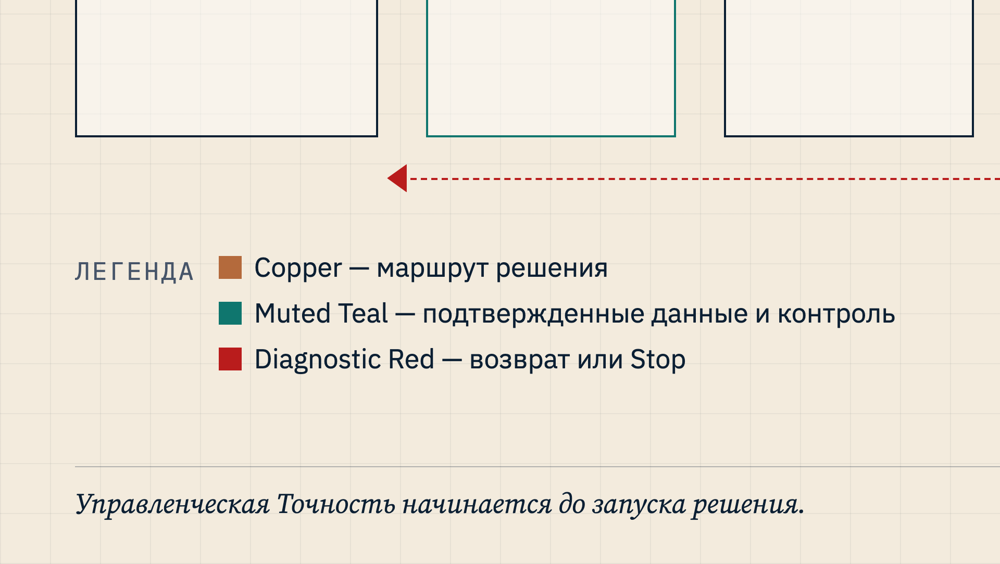 ЛЕГЕНДА
Copper — маршрут решения
Muted Teal — подтвержденные данные и контроль
Diagnostic Red — возврат или Stop
Управленческая Точность начинается до запуска решения.